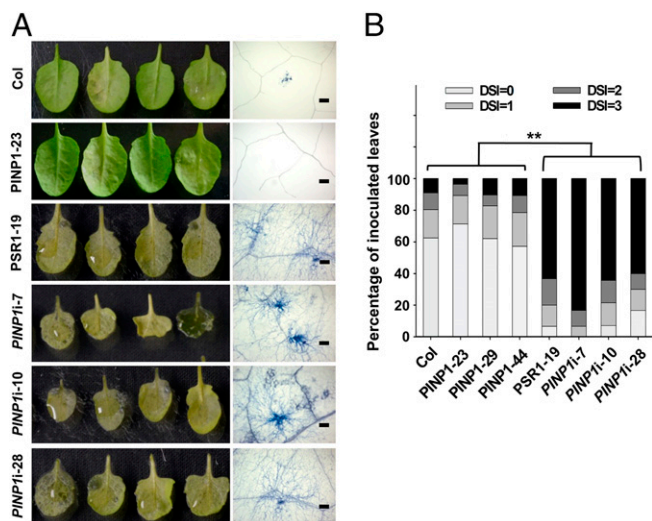 A
Col
PINP1-23
PSR1-19
PINP1i-7
PINP1i-10
PINP1i-28
B
DSI=0 DSI=2
DSI=1 DSI=3
**
Percentage of inoculated leaves
100
80
60
40
20
0
Col PINP1-23 PINP1-29 PINP1-44 PSR1-19 PINP1i-7 PINP1i-10 PINP1i-28